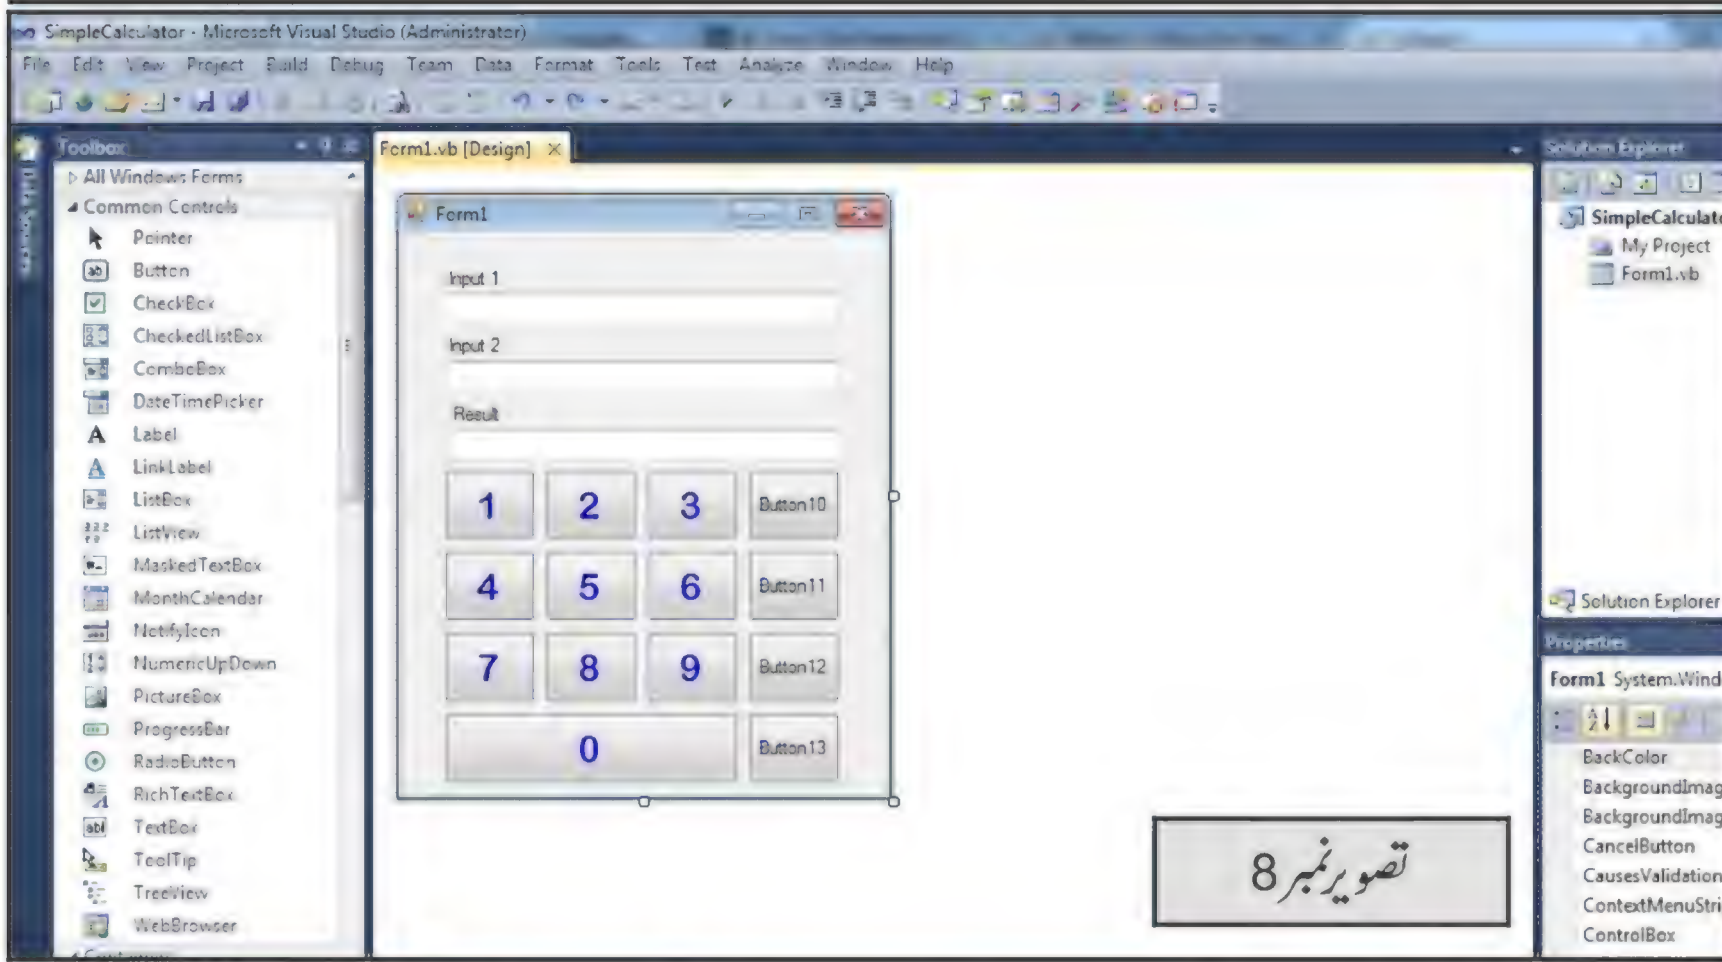 SimpleCalculator - Microsoft Visual Studio (Administrator)
File Edit View Project Build Debug Team Data Format Tools Test Analyze Window Help
Toolbox
All Windows Forms
Common Controls
Pointer
Button
CheckBox
CheckedListBox
ComboBox
DateTimePicker
Label
LinkLabel
ListBox
ListView
MaskedTextBox
MonthCalendar
NotifyIcon
NumericUpDown
PictureBox
ProgressBar
RadioButton
RichTextBox
TextBox
ToolTip
TreeView
WebBrowser
Form1.vb [Design]
Form1
Input 1
Input 2
Result
1 2 3 Button10
4 5 6 Button11
7 8 9 Button12
0 Button13
تصویر نمبر 8
Solution Explorer
SimpleCalculato
My Project
Form1.vb
Solution Explorer
Properties
Form1 System.Wind
BackColor
BackgroundImag
BackgroundImag
CancelButton
CausesValidation
ContextMenuStri
ControlBox